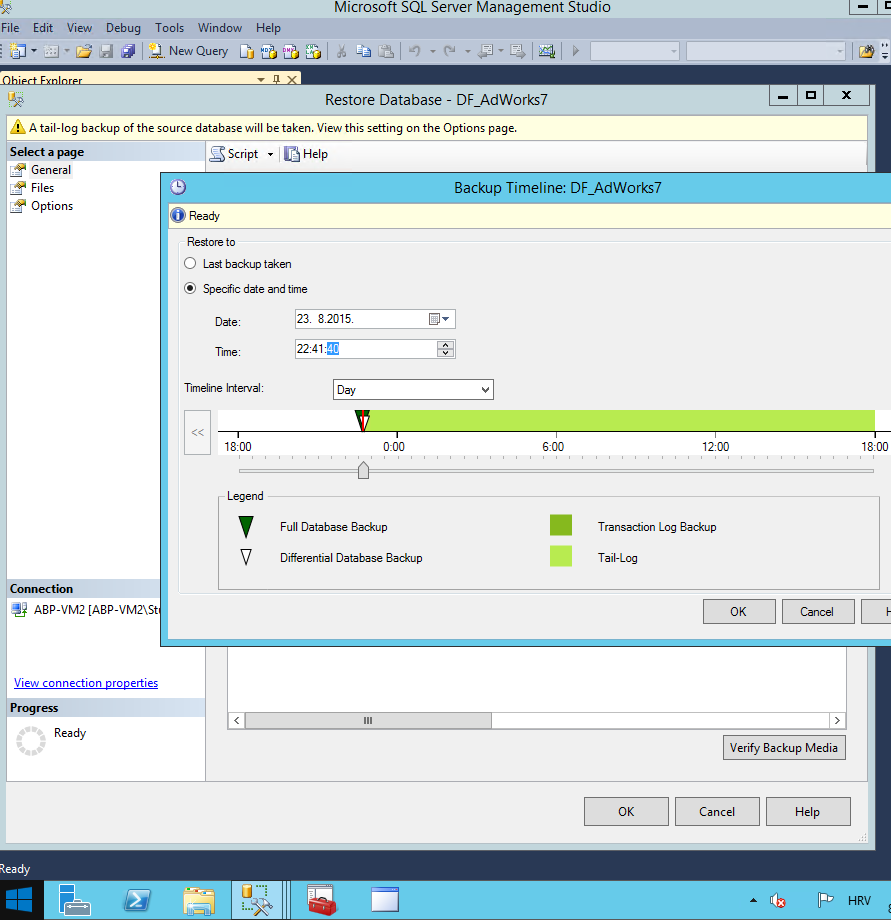 Microsoft SQL Server Management Studio
File Edit View Debug Tools Window Help
New Query
Object Explorer
Restore Database - DF_AdWorks7
A tail-log backup of the source database will be taken. View this setting on the Options page.
Select a page
Script Help
General
Files
Options
Backup Timeline: DF_AdWorks7
Ready
Restore to
Last backup taken
Specific date and time
Date: 23. 8.2015.
Time: 22:41:40
Timeline Interval: Day
<<
18:00 0:00 6:00 12:00 18:00
Legend
Full Database Backup Transaction Log Backup
Differential Database Backup Tail-Log
OK Cancel H
Connection
ABP-VM2 [ABP-VM2\St
View connection properties
Progress
Ready
Verify Backup Media
OK Cancel Help
Ready
HRV